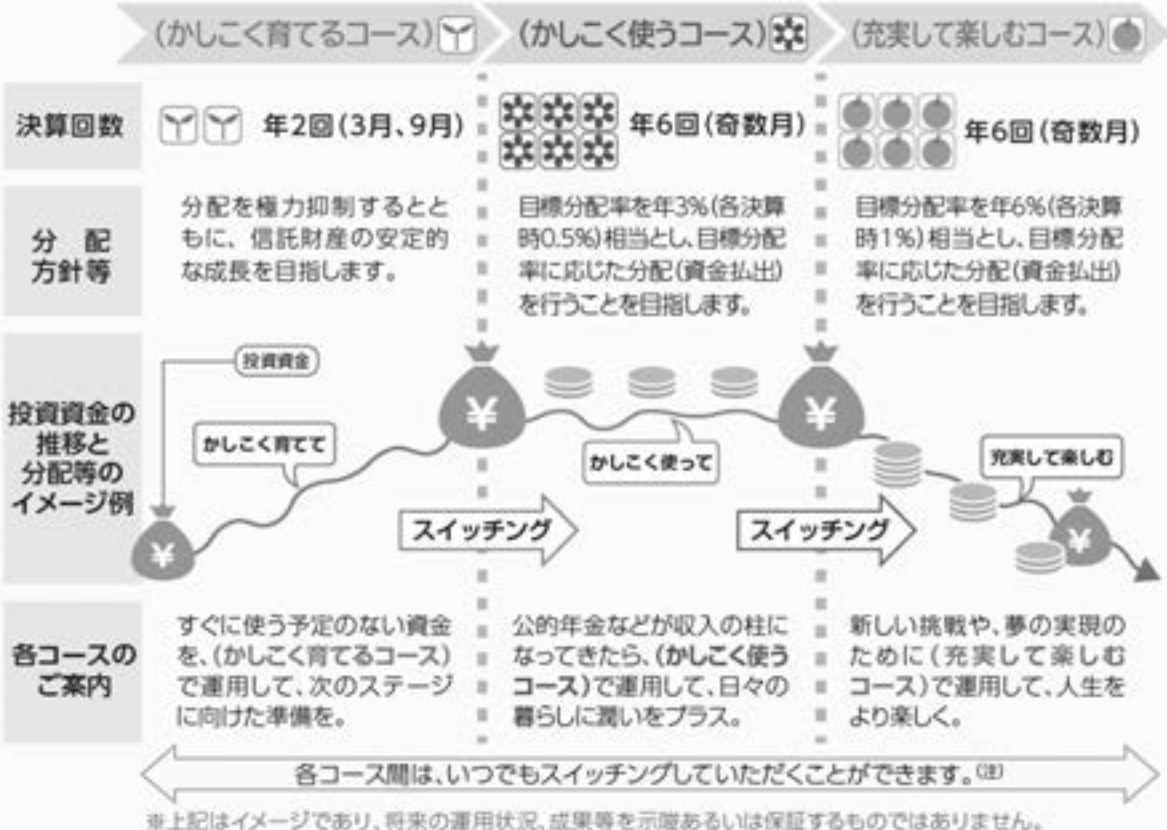 (かしこく育てるコース)
(かしこく使うコース)
(充実して楽しむコース)
決算回数
年2回(3月、9月)
年6回(奇数月)
年6回(奇数月)
分　配
方針等
分配を極力抑制するとと
もに、信託財産の安定的
な成長を目指します。
目標分配率を年3%(各決算
時0.5%)相当とし、目標分配
率に応じた分配(資金払出)
を行うことを目指します。
目標分配率を年6%(各決算
時1%)相当とし、目標分配
率に応じた分配(資金払出)
を行うことを目指します。
投資資金の
推移と
分配等の
イメージ例
投資資金
かしこく育てて
¥
¥
かしこく使って
¥
充実して楽しむ
¥
スイッチング
スイッチング
各コースの
ご案内
すぐに使う予定のない資金
を、(かしこく育てるコース)
で運用して、次のステージ
に向けた準備を。
公的年金などが収入の柱に
なってきたら、(かしこく使う
コース)で運用して、日々の
暮らしに潤いをプラス。
新しい挑戦や、夢の実現の
ために(充実して楽しむ
コース)で運用して、人生を
より楽しく。
各コース間は、いつでもスイッチングしていただくことができます。(注)
※上記はイメージであり、将来の運用状況、成果等を示唆あるいは保証するものではありません。